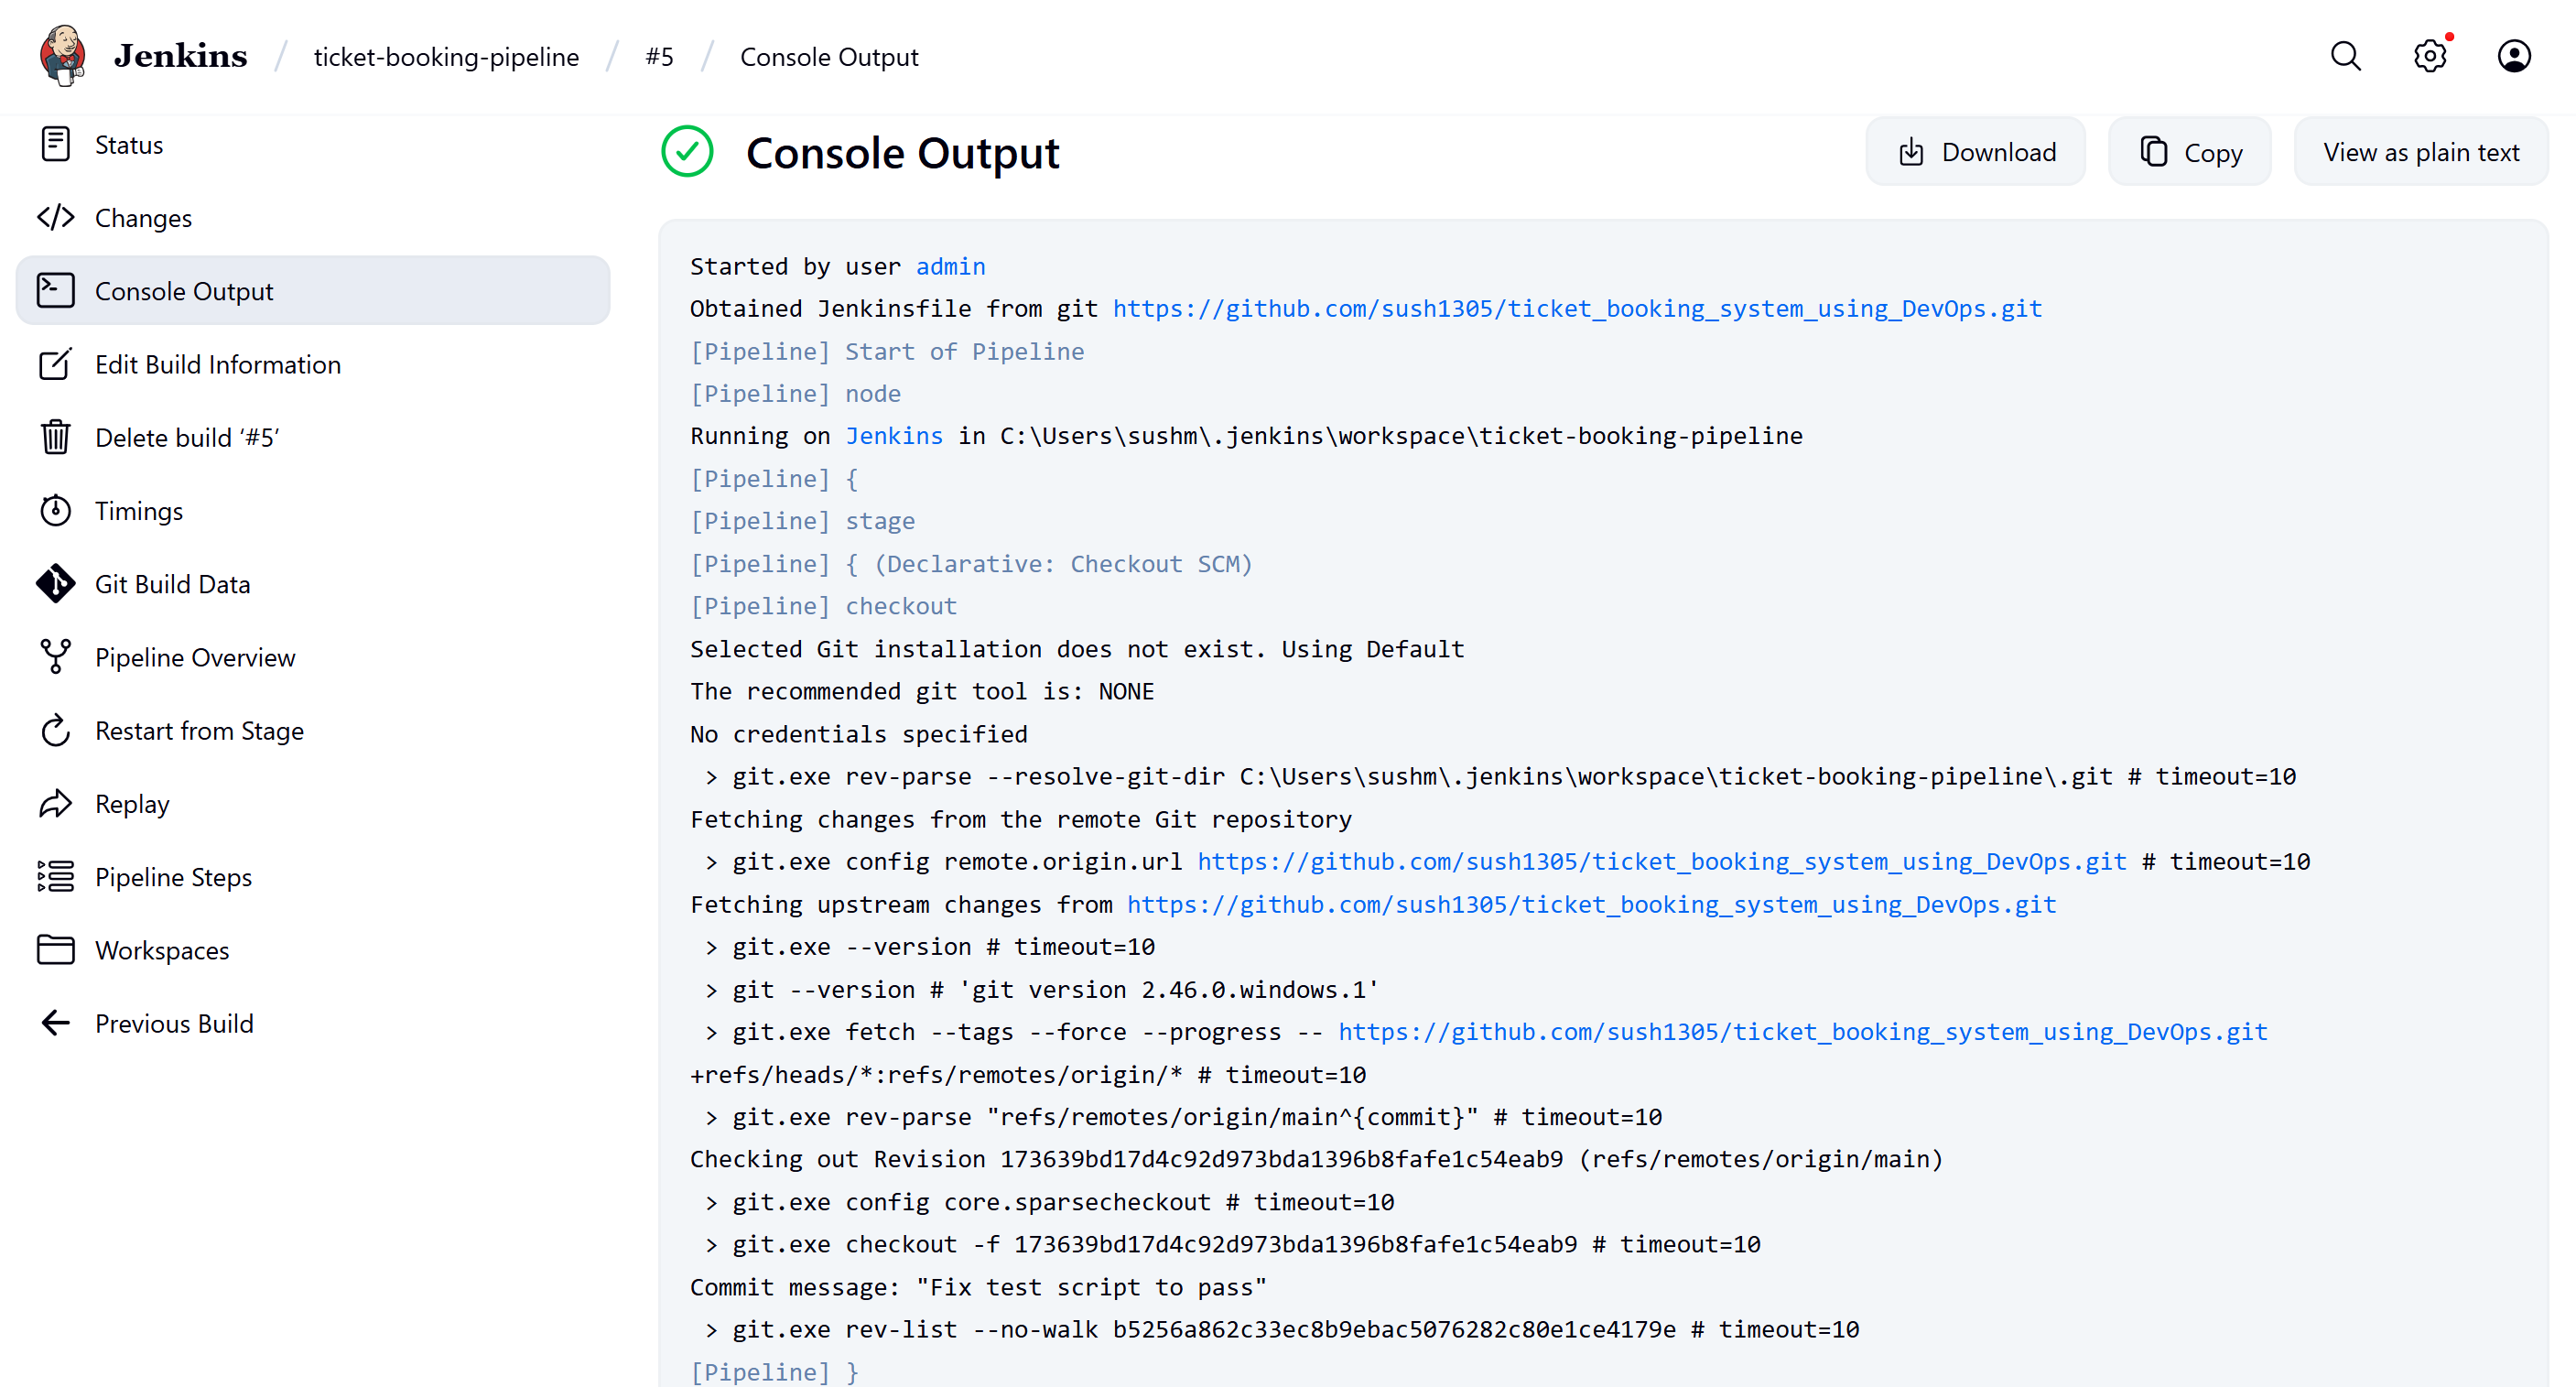 Jenkins / ticket-booking-pipeline / #5 / Console Output
Status
Changes
Console Output
Edit Build Information
Delete build ‘#5’
Timings
Git Build Data
Pipeline Overview
Restart from Stage
Replay
Pipeline Steps
Workspaces
Previous Build
Console Output
Download
Copy
View as plain text
Started by user admin
Obtained Jenkinsfile from git https://github.com/sush1305/ticket_booking_system_using_DevOps.git
[Pipeline] Start of Pipeline
[Pipeline] node
Running on Jenkins in C:\Users\sushm\.jenkins\workspace\ticket-booking-pipeline
[Pipeline] {
[Pipeline] stage
[Pipeline] { (Declarative: Checkout SCM)
[Pipeline] checkout
Selected Git installation does not exist. Using Default
The recommended git tool is: NONE
No credentials specified
 > git.exe rev-parse --resolve-git-dir C:\Users\sushm\.jenkins\workspace\ticket-booking-pipeline\.git # timeout=10
Fetching changes from the remote Git repository
 > git.exe config remote.origin.url https://github.com/sush1305/ticket_booking_system_using_DevOps.git # timeout=10
Fetching upstream changes from https://github.com/sush1305/ticket_booking_system_using_DevOps.git
 > git.exe --version # timeout=10
 > git --version # 'git version 2.46.0.windows.1'
 > git.exe fetch --tags --force --progress -- https://github.com/sush1305/ticket_booking_system_using_DevOps.git
+refs/heads/*:refs/remotes/origin/* # timeout=10
 > git.exe rev-parse "refs/remotes/origin/main^{commit}" # timeout=10
Checking out Revision 173639bd17d4c92d973bda1396b8fafe1c54eab9 (refs/remotes/origin/main)
 > git.exe config core.sparsecheckout # timeout=10
 > git.exe checkout -f 173639bd17d4c92d973bda1396b8fafe1c54eab9 # timeout=10
Commit message: "Fix test script to pass"
 > git.exe rev-list --no-walk b5256a862c33ec8b9ebac5076282c80e1ce4179e # timeout=10
[Pipeline] }